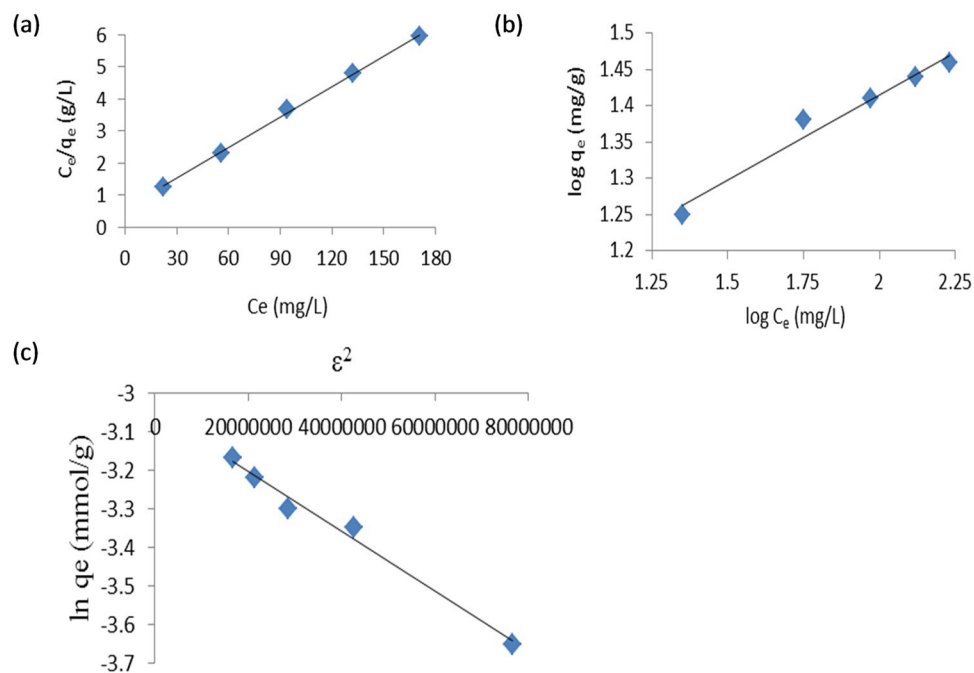 (a)
6
5
4
3
2
1
0
Cₑ/qₑ (g/L)
0 30 60 90 120 150 180
Ce (mg/L)
(b)
1.5
1.45
1.4
1.35
1.3
1.25
1.2
log qₑ (mg/g)
1.25 1.5 1.75 2 2.25
log Cₑ (mg/L)
(c)
ε²
-3
0 20000000 40000000 60000000 80000000
-3.1
-3.2
-3.3
-3.4
-3.5
-3.6
-3.7
ln qe (mmol/g)